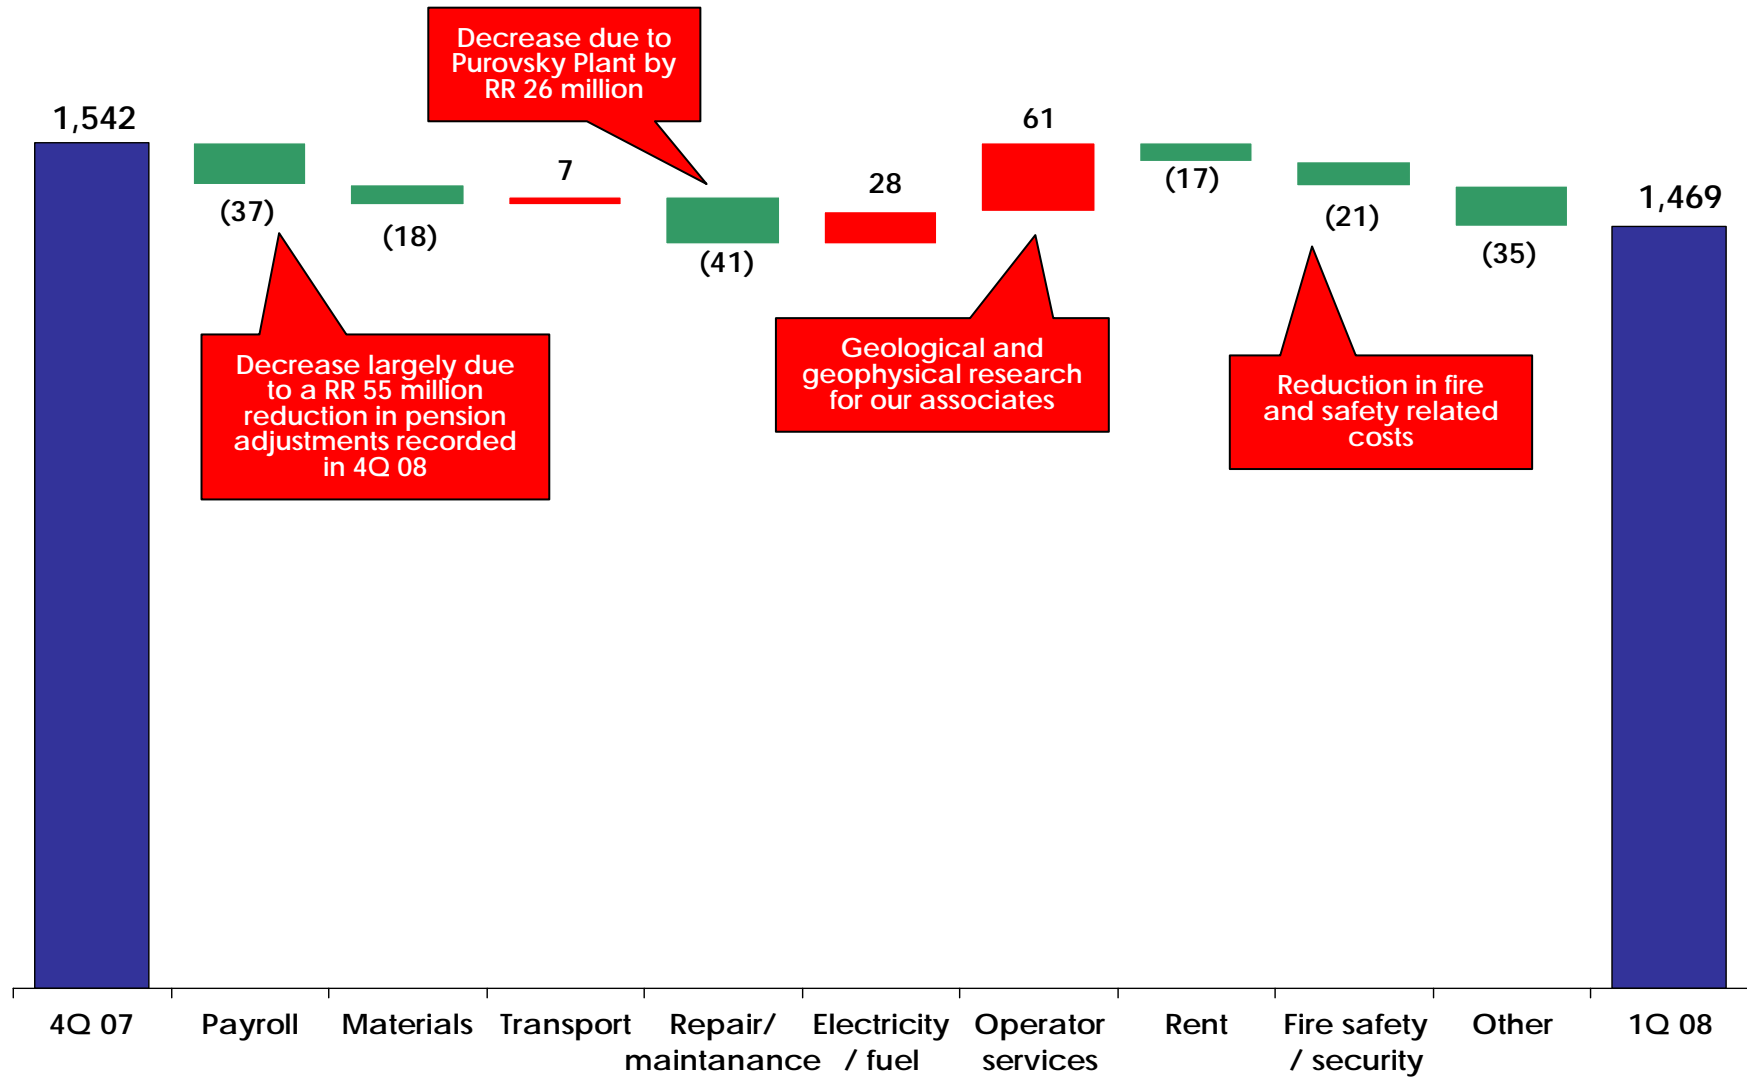 Decrease due to
Purovsky Plant by
RR 26 million
1,542
61
7
28
(17)
1,469
(37)
(18)
(41)
(21)
(35)
Decrease largely due
to a RR 55 million
reduction in pension
adjustments recorded
in 4Q 08
Geological and
geophysical research
for our associates
Reduction in fire
and safety related
costs
4Q 07
Payroll
Materials
Transport
Repair/
maintanance
Electricity
/ fuel
Operator
services
Rent
Fire safety
/ security
Other
1Q 08